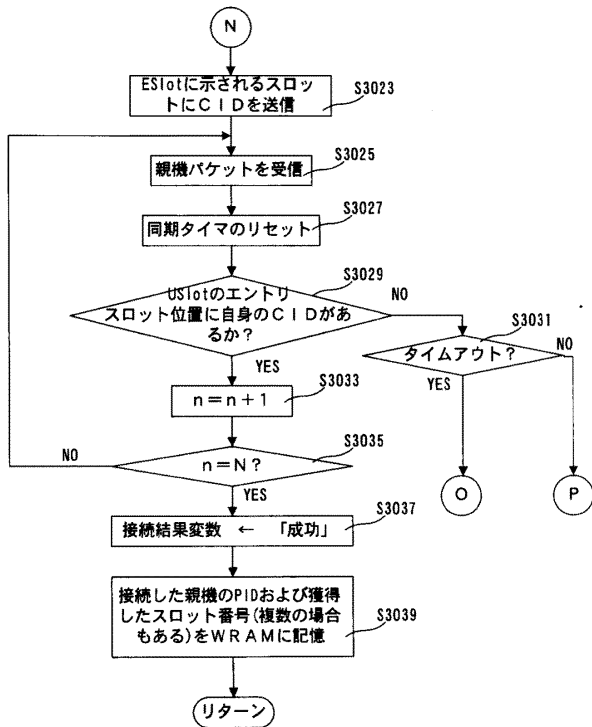 N
ESlotに示されるスロッ
トにCIDを送信
S3023
親機パケットを受信
S3025
同期タイマのリセット
S3027
USlotのエントリ
スロット位置に自身のCIDがあ
るか?
S3029
NO
YES
タイムアウト?
S3031
NO
YES
n=n+1
S3033
n=N?
S3035
NO
YES
O
P
接続結果変数 ← 「成功」
S3037
接続した親機のPIDおよび獲得
したスロット番号(複数の場合
もある)をWRAMに記憶
S3039
リターン